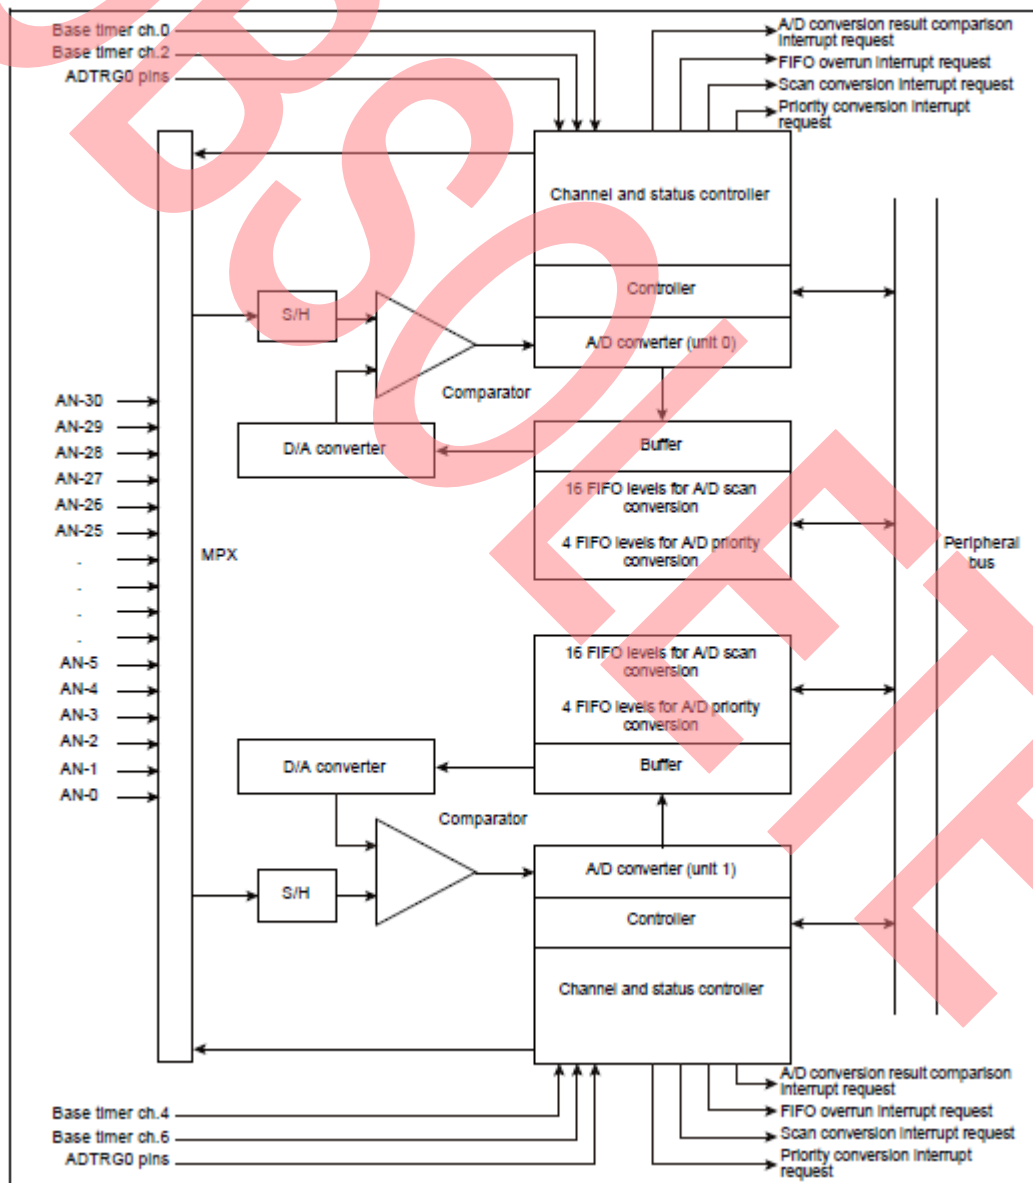 Base timer ch.0
Base timer ch.2
ADTRG0 pins
A/D conversion result comparison
Interrupt request
FIFO overrun Interrupt request
Scan conversion Interrupt request
Priority conversion Interrupt
request
Channel and status controller
Controller
A/D converter (unit 0)
S/H
Comparator
D/A converter
Buffer
16 FIFO levels for A/D scan
conversion
4 FIFO levels for A/D priority
conversion
AN-30
AN-29
AN-28
AN-27
AN-26
AN-25
.
.
.
.
AN-5
AN-4
AN-3
AN-2
AN-1
AN-0
MPX
Peripheral
bus
16 FIFO levels for A/D scan
conversion
4 FIFO levels for A/D priority
conversion
Buffer
D/A converter
Comparator
S/H
A/D converter (unit 1)
Controller
Channel and status controller
Base timer ch.4
Base timer ch.6
ADTRG0 pins
A/D conversion result comparison
Interrupt request
FIFO overrun Interrupt request
Scan conversion Interrupt request
Priority conversion Interrupt
request